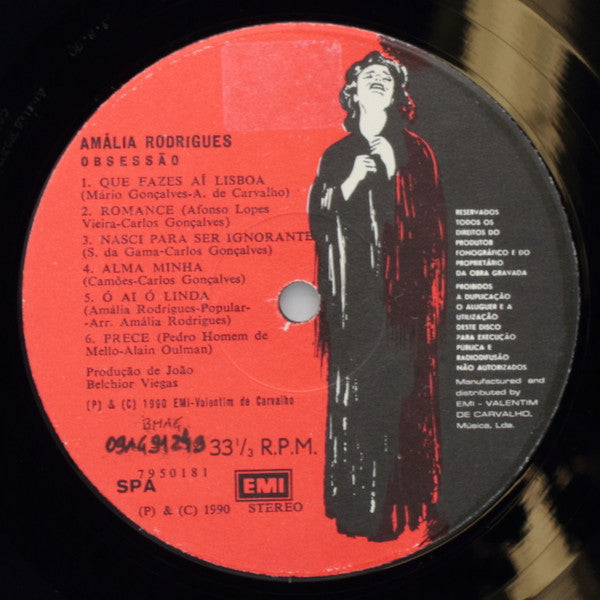 AMÁLIA RODRIGUES
OBSESSÃO
1. QUE FAZES AÍ LISBOA
(Mário Gonçalves-A. de Carvalho)
2. ROMANCE (Afonso Lopes
Vieira-Carlos Gonçalves)
3. NASCI PARA SER IGNORANTE
(S. da Gama-Carlos Gonçalves)
4. ALMA MINHA
(Camões-Carlos Gonçalves)
5. Ó AI Ó LINDA
(Amália Rodrigues-Popular-
-Arr. Amália Rodrigues)
6. PRECE (Pedro Homem de
Mello-Alain Oulman)
Produção de João
Belchior Viegas
(P) & (C) 1990 EMI-Valentim de Carvalho
BMAG
33 1/3 R.P.M.
7950181
SPA
EMI
(P) & (C) 1990 STEREO
RESERVADOS
TODOS OS
DIREITOS DO
PRODUTOR
FONOGRÁFICO E DO
PROPRIETÁRIO
DA OBRA GRAVADA
PROIBIDOS
A DUPLICAÇÃO
O ALUGUER E A
UTILIZAÇÃO
DESTE DISCO
PARA EXECUÇÃO
PÚBLICA E
RADIODIFUSÃO
NÃO AUTORIZADOS
Manufactured and
distributed by
EMI - VALENTIM
DE CARVALHO,
Música, Lda.